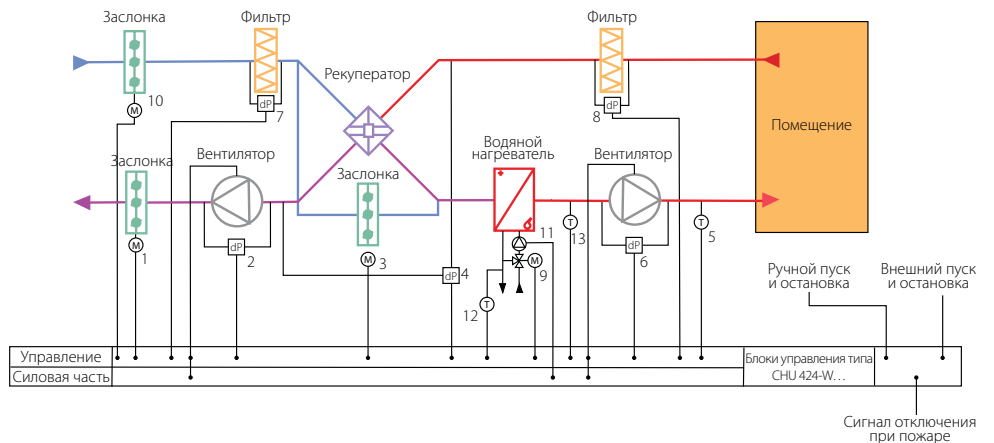 Заслонка
Фильтр
Фильтр
Рекуператор
M
10
dP
7
dP
8
Помещение
Заслонка
Вентилятор
Заслонка
Водяной
нагреватель
Вентилятор
M
1
dP
2
M
3
dP
4
11
M
9
T
12
T
13
dP
6
T
5
Ручной пуск
и остановка
Внешний пуск
и остановка
Управление
Силовая часть
Блоки управления типа
CHU 424-W...
Сигнал отключения
при пожаре